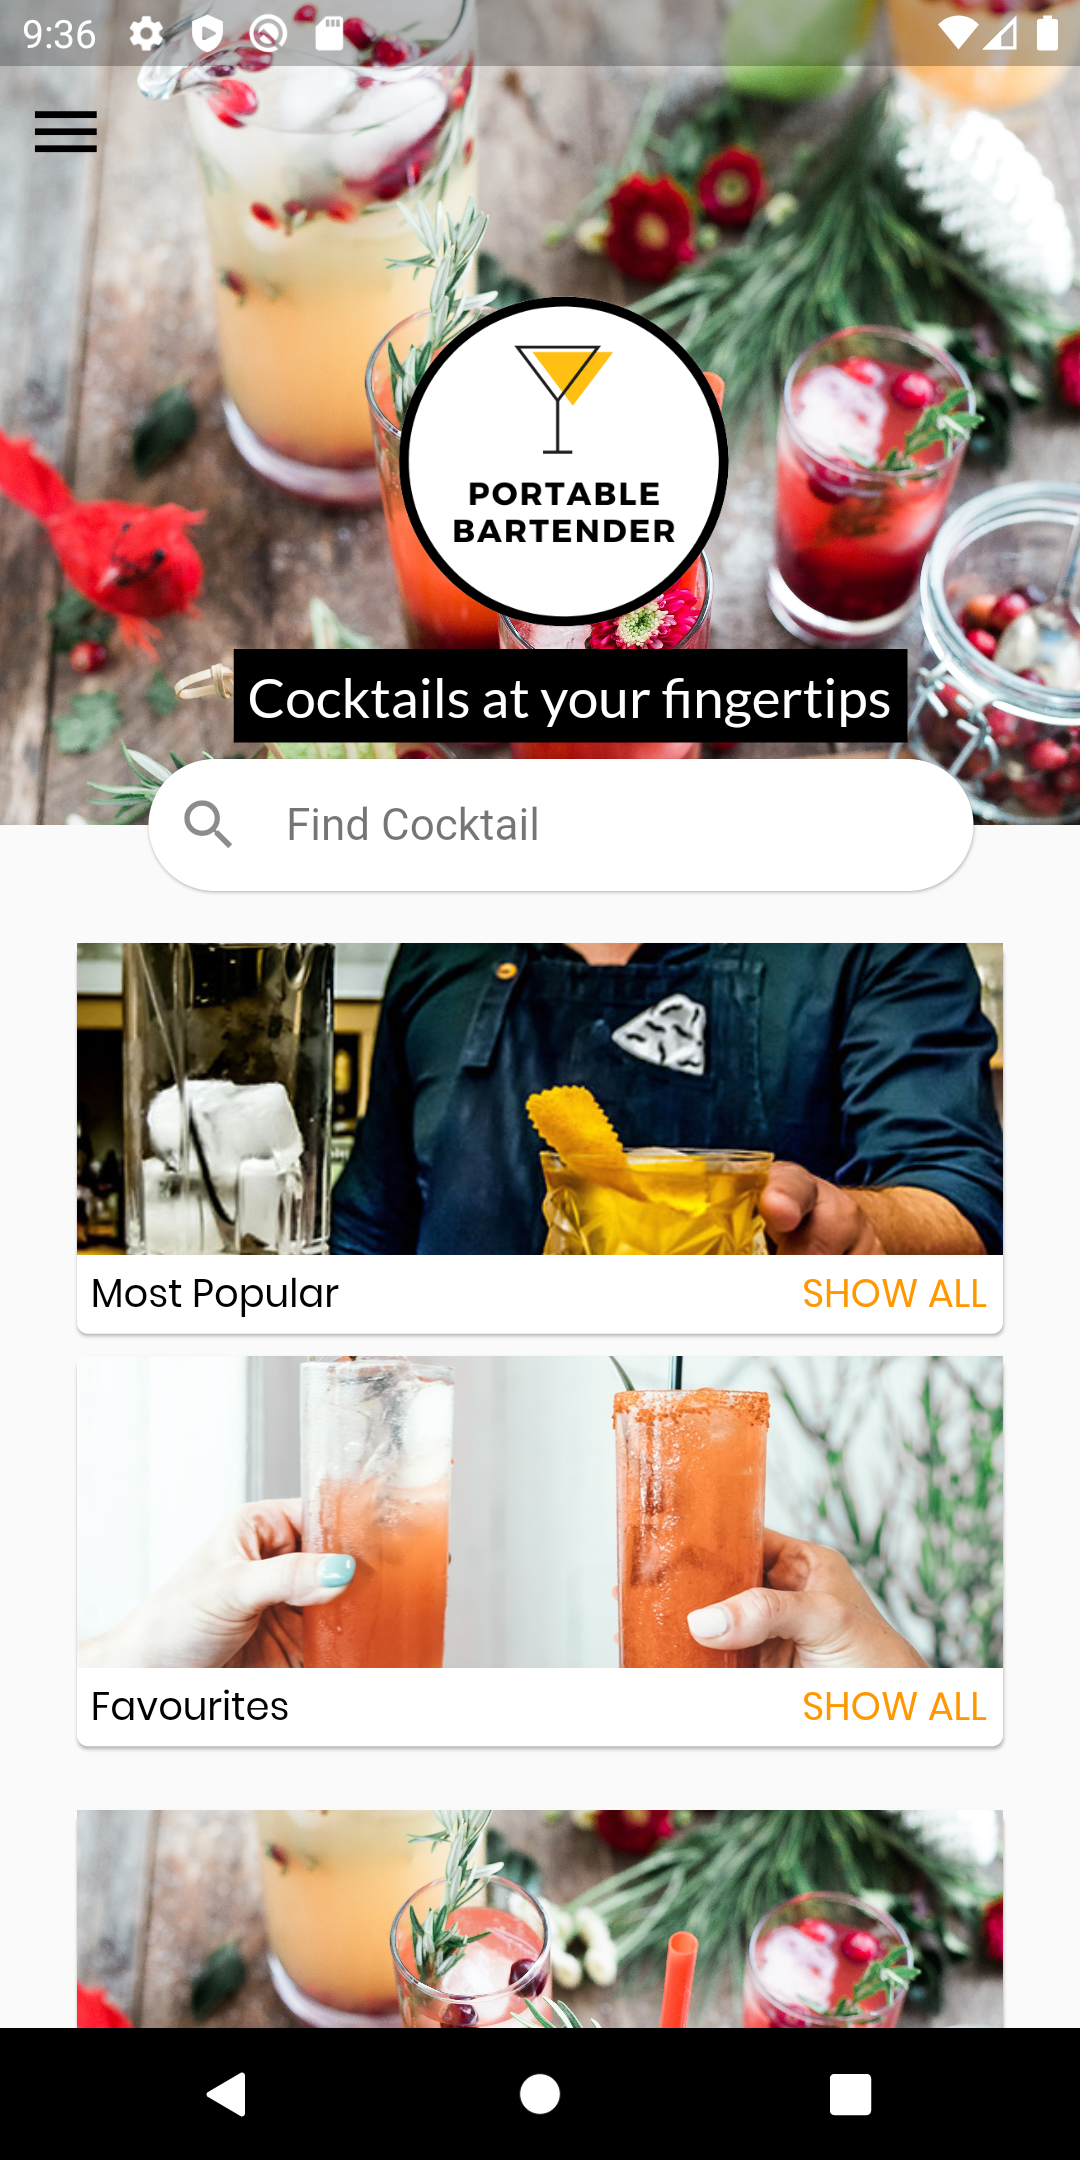 9:36
PORTABLE
BARTENDER
Cocktails at your fingertips
Find Cocktail
Most Popular SHOW ALL
Favourites SHOW ALL